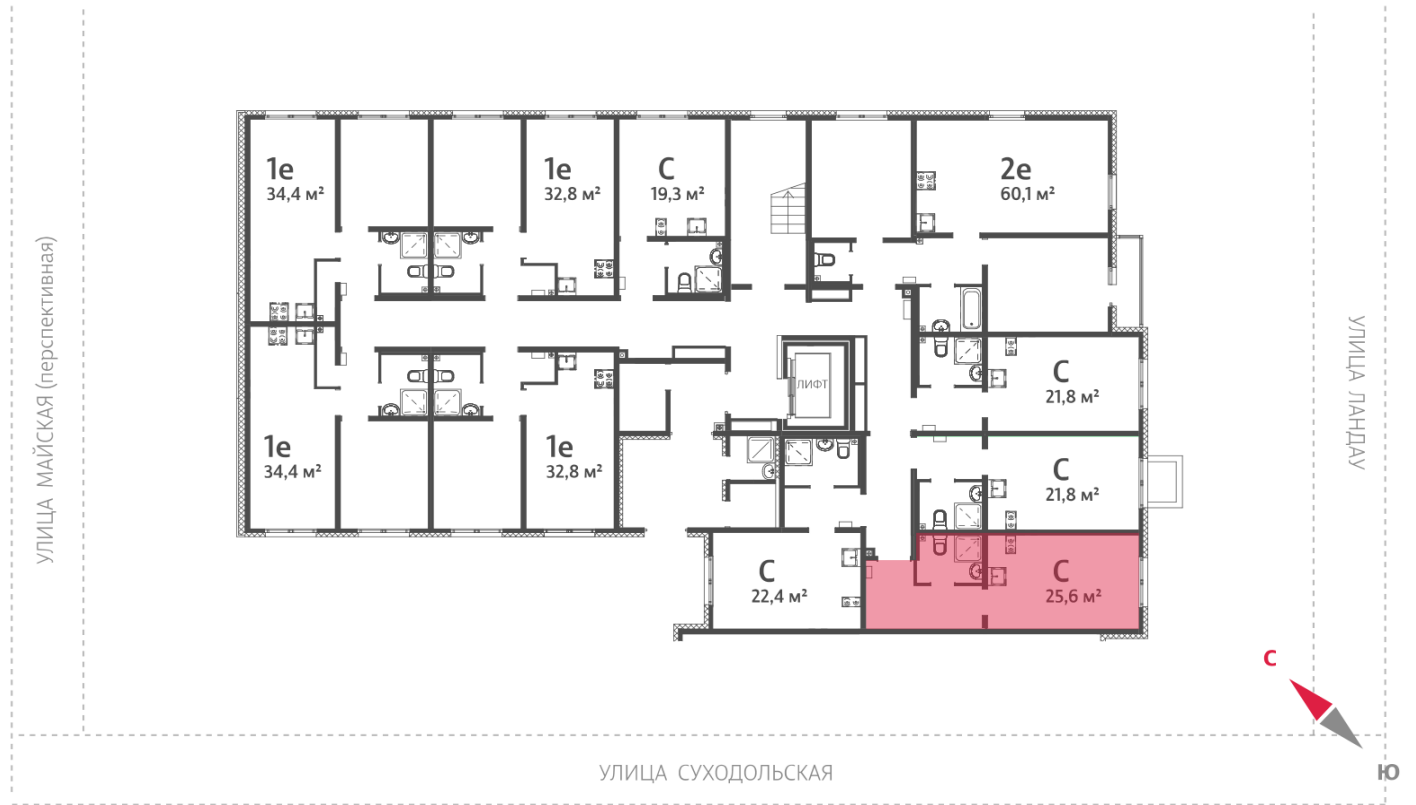 1е
34,4 м²
1е
32,8 м²
С
19,3 м²
2е
60,1 м²
УЛИЦА МАЙСКАЯ (перспективная)
УЛИЦА ЛАНДАУ
ЛИФТ
С
21,8 м²
1е
34,4 м²
1е
32,8 м²
С
21,8 м²
С
22,4 м²
С
25,6 м²
С
Ю
УЛИЦА СУХОДОЛЬСКАЯ